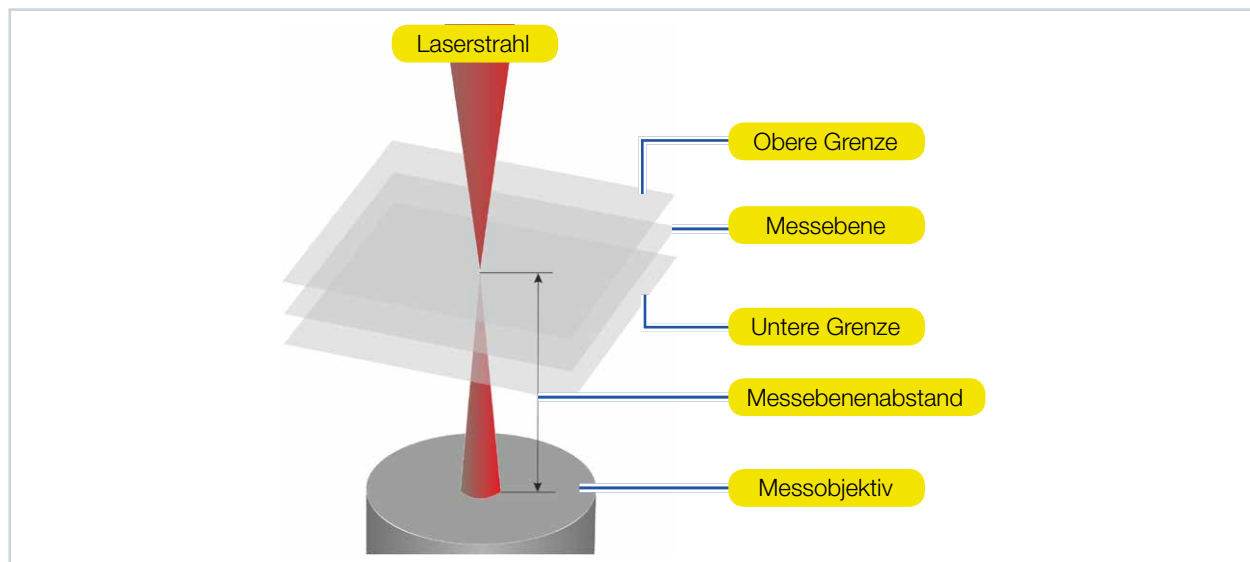 Laserstrahl
Obere Grenze
Messebene
Untere Grenze
Messebenenabstand
Messobjektiv